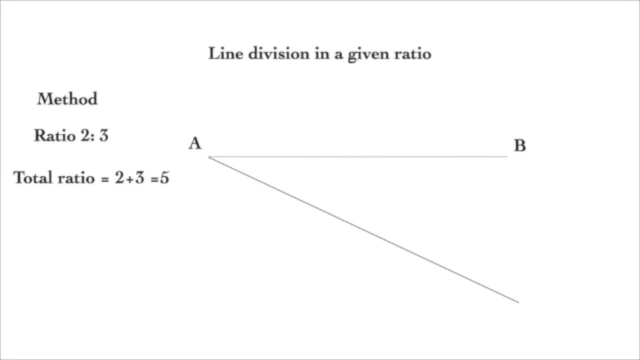 Line division in a given ratio
Method
Ratio 2: 3
A
B
Total ratio = 2+3 =5